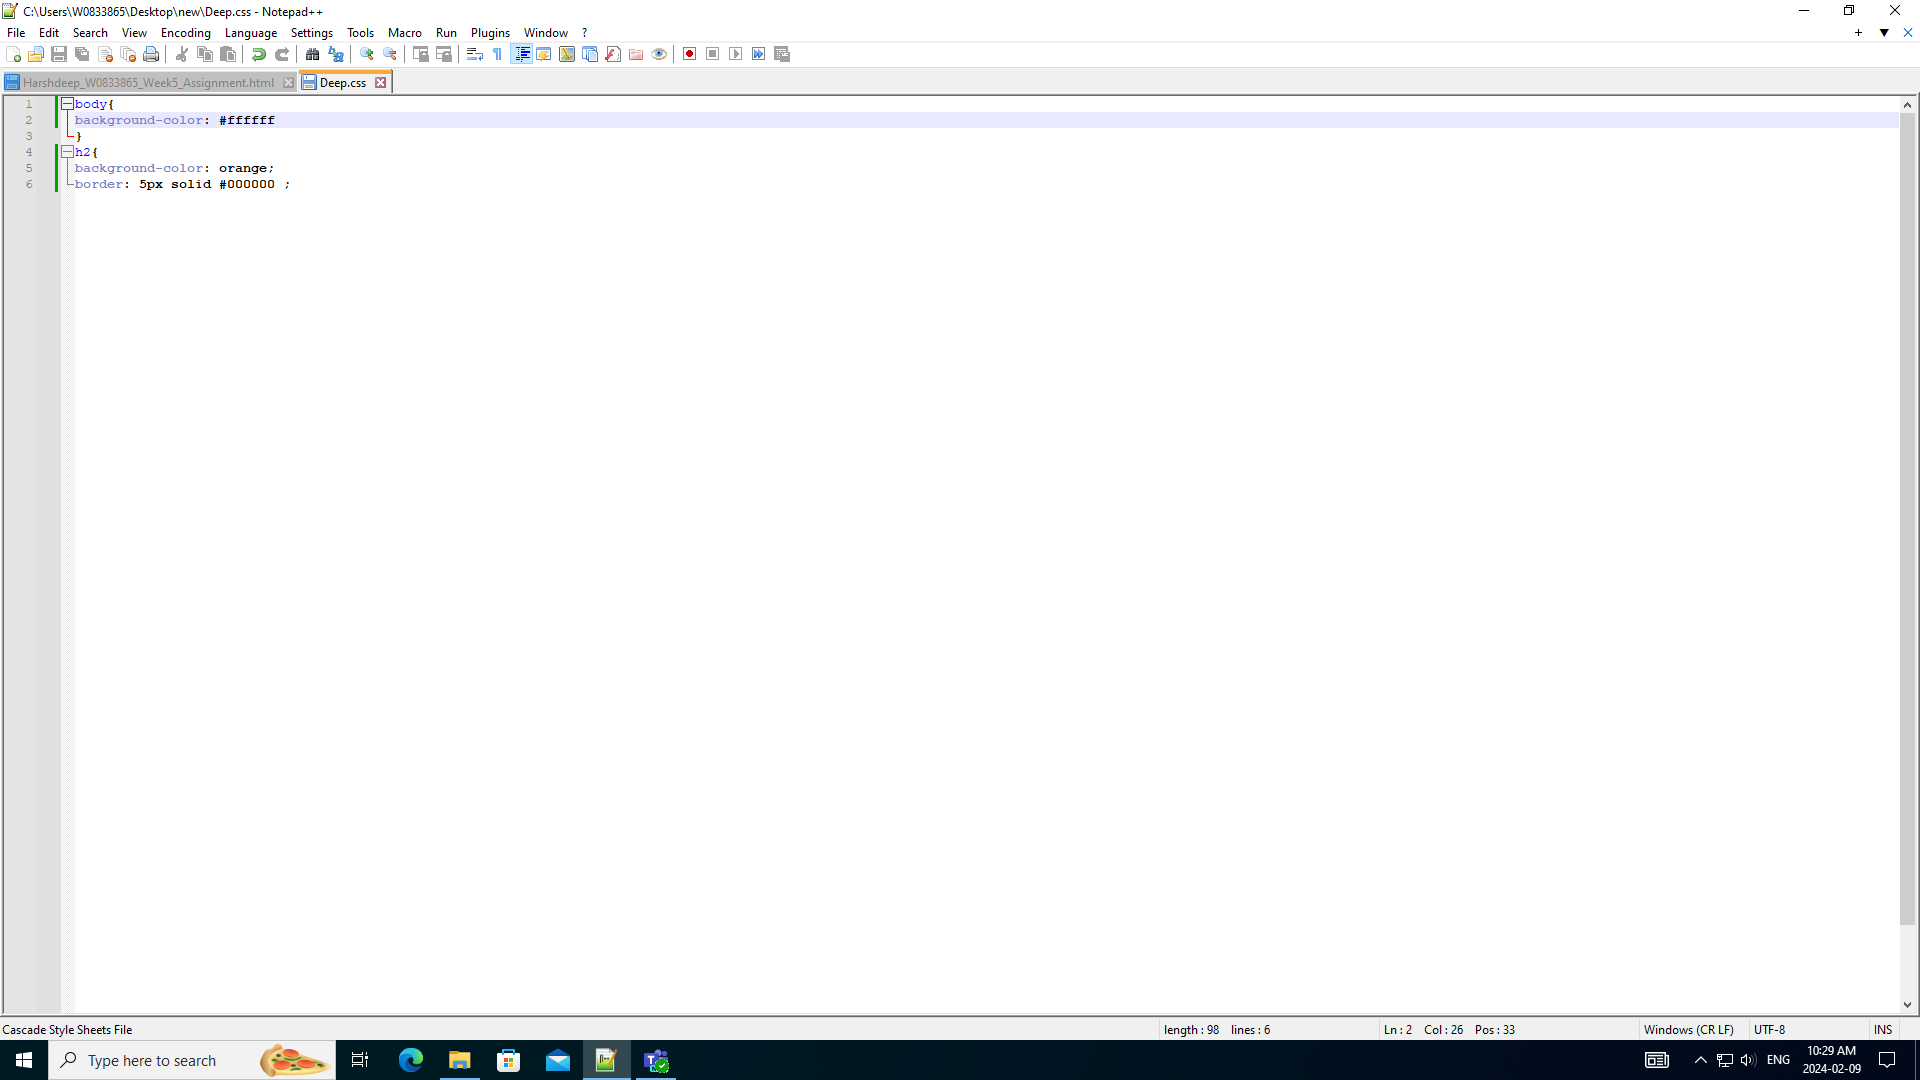 C:\Users\W0833865\Desktop\new\Deep.css - Notepad++
File Edit Search View Encoding Language Settings Tools Macro Run Plugins Window ?
Harshdeep_W0833865_Week5_Assignment.html Deep.css
1 body{
2 background-color: #ffffff
3 }
4 h2{
5 background-color: orange;
6 border: 5px solid #000000 ;
Cascade Style Sheets File length : 98 lines : 6 Ln : 2 Col : 26 Pos : 33 Windows (CR LF) UTF-8 INS
Type here to search ENG 10:29 AM
2024-02-09